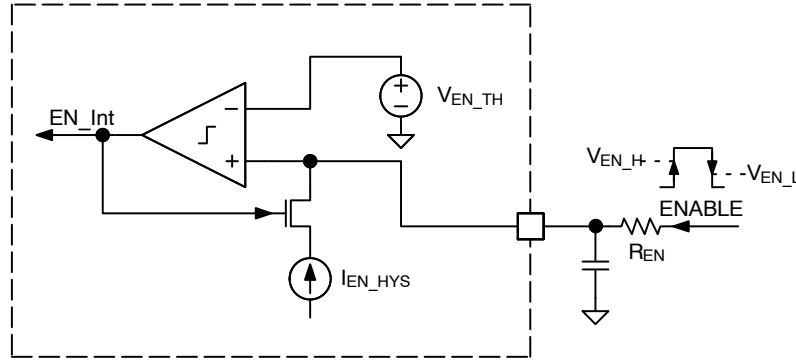 EN_Int
−
+
+
−
V_EN_TH
I_EN_HYS
V_EN_H
V_EN_L
ENABLE
R_EN